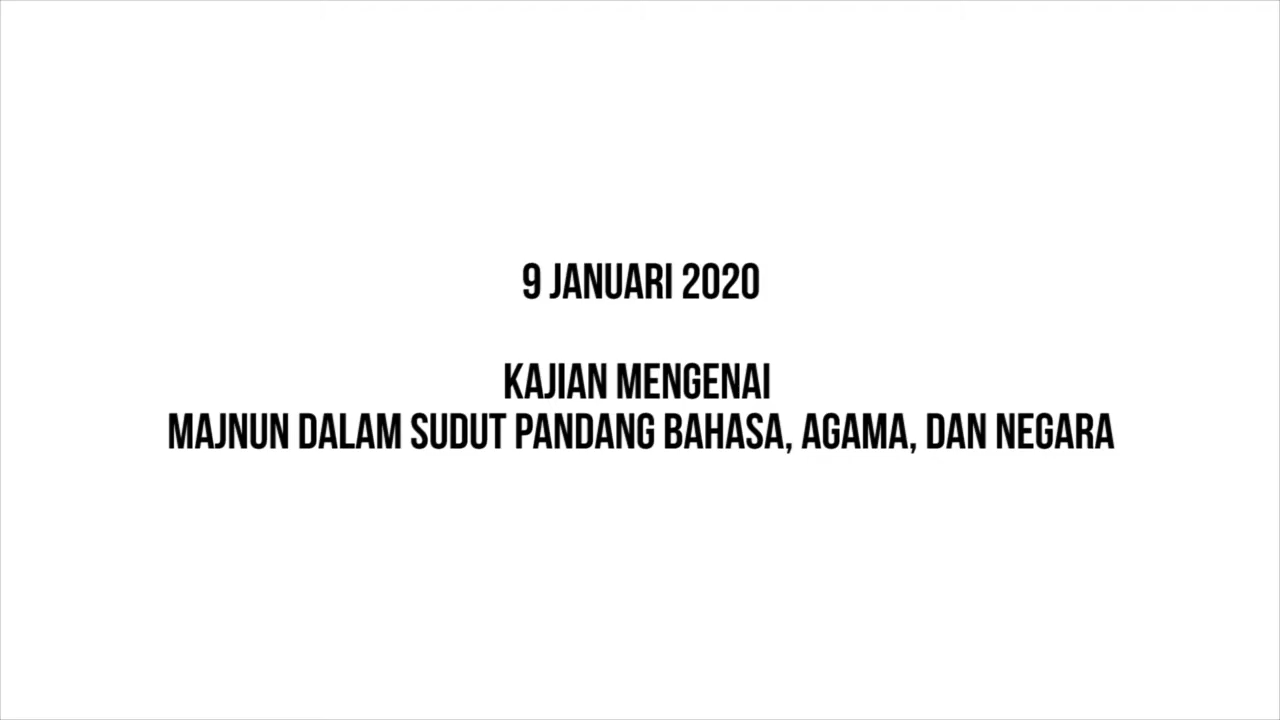 9 JANUARI 2020
KAJIAN MENGENAI
MAJNUN DALAM SUDUT PANDANG BAHASA, AGAMA, DAN NEGARA